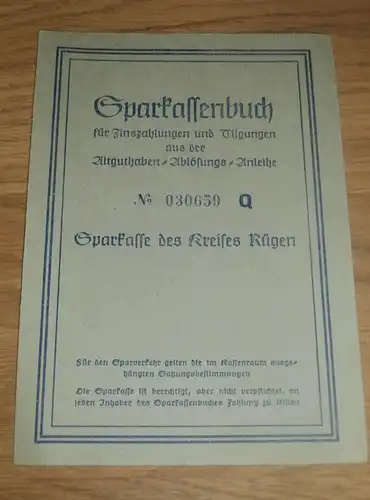 Sparkassenbuch
für Zinszahlungen und Tilgungen
aus der
Altguthaben-Ablösungs-Anleihe
№ 030659 Q
Sparkasse des Kreises Rügen
Für den Sparverkehr gelten die im Kassenraum ausge-
hängten Satzungsbestimmungen
Die Sparkasse ist berechtigt, aber nicht verpflichtet, an
jeden Inhaber des Sparkassenbuches Zahlung zu leisten